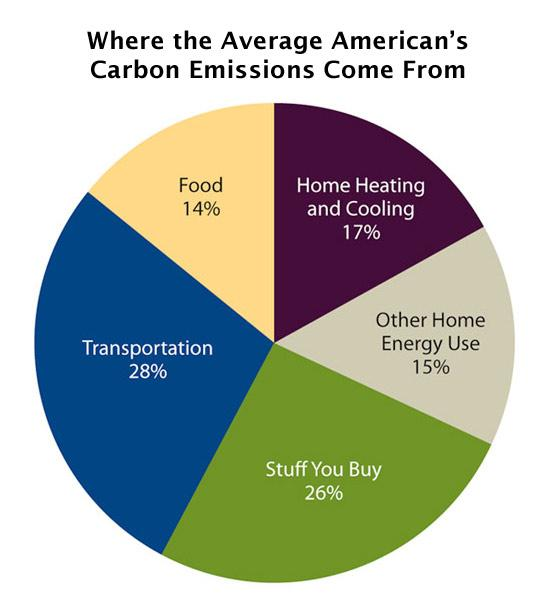 Where the Average American’s
Carbon Emissions Come From
Food
14%
Home Heating
and Cooling
17%
Other Home
Energy Use
15%
Transportation
28%
Stuff You Buy
26%